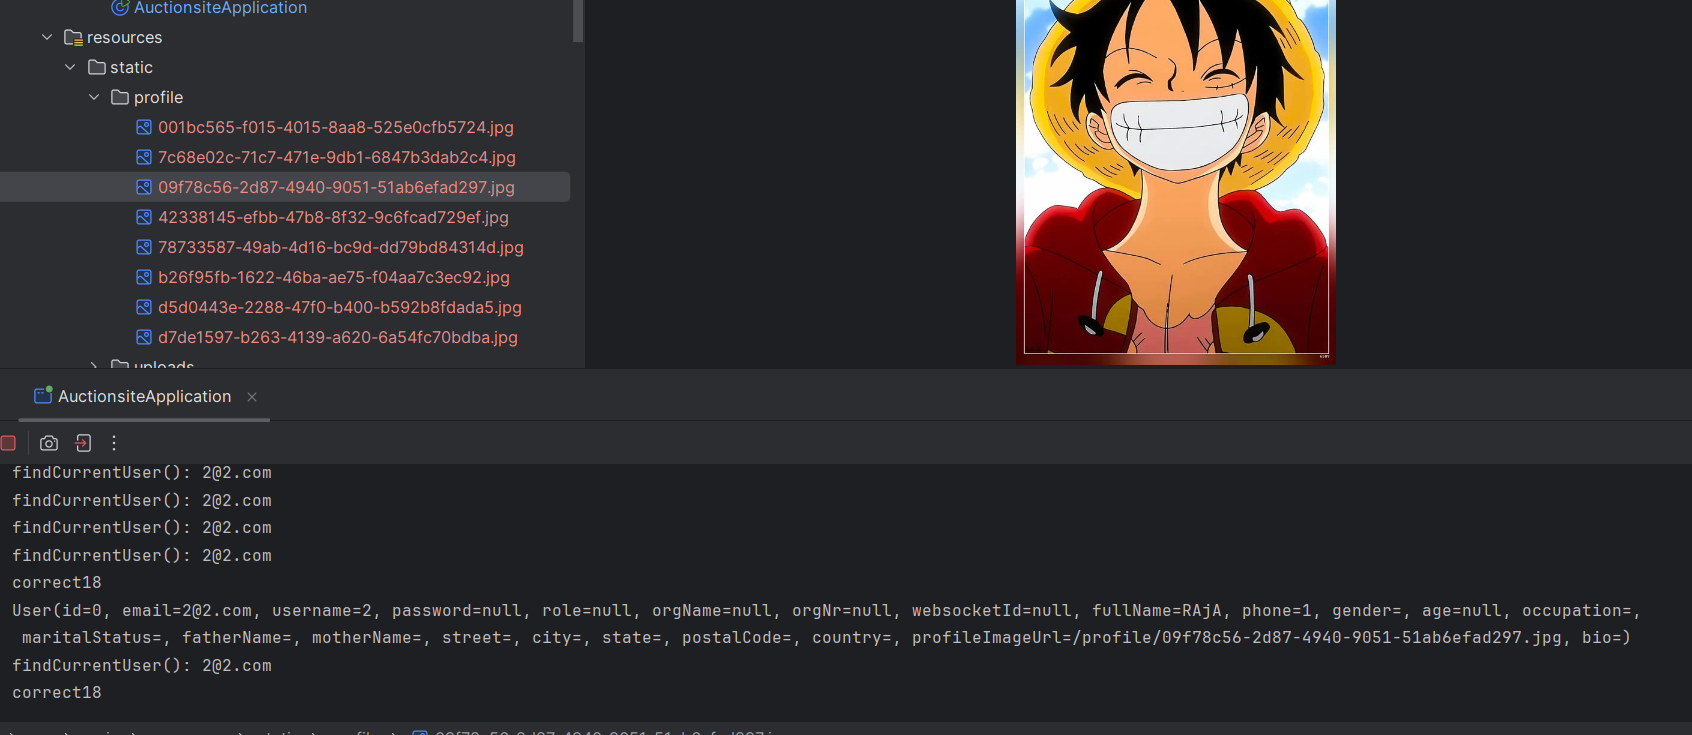 AuctionsiteApplication
resources
static
profile
001bc565-f015-4015-8aa8-525e0cfb5724.jpg
7c68e02c-71c7-471e-9db1-6847b3dab2c4.jpg
09f78c56-2d87-4940-9051-51ab6efad297.jpg
42338145-efbb-47b8-8f32-9c6fcad729ef.jpg
78733587-49ab-4d16-bc9d-dd79bd84314d.jpg
b26f95fb-1622-46ba-ae75-f04aa7c3ec92.jpg
d5d0443e-2288-47f0-b400-b592b8fdada5.jpg
d7de1597-b263-4139-a620-6a54fc70bdba.jpg
uploads
AuctionsiteApplication
findCurrentUser(): 2@2.com
findCurrentUser(): 2@2.com
findCurrentUser(): 2@2.com
findCurrentUser(): 2@2.com
correct18
User(id=0, email=2@2.com, username=2, password=null, role=null, orgName=null, orgNr=null, websocketId=null, fullName=RAjA, phone=1, gender=, age=null, occupation=,
maritalStatus=, fatherName=, motherName=, street=, city=, state=, postalCode=, country=, profileImageUrl=/profile/09f78c56-2d87-4940-9051-51ab6efad297.jpg, bio=)
findCurrentUser(): 2@2.com
correct18